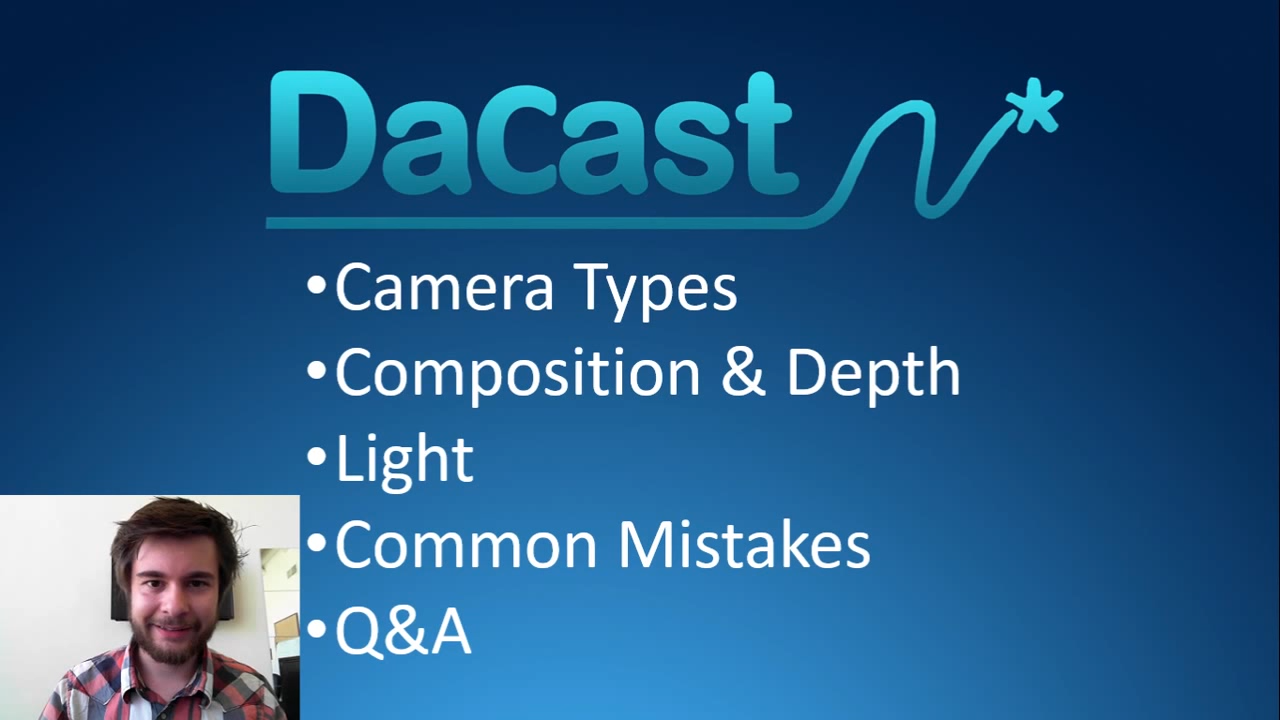 DaCast
•Camera Types
•Composition & Depth
•Light
•Common Mistakes
•Q&A